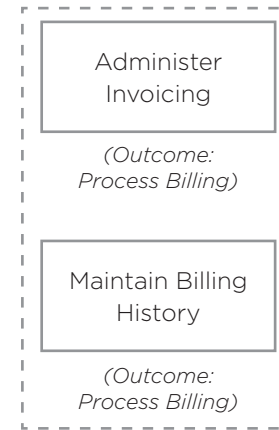 Administer
Invoicing
(Outcome:
Process Billing)
Maintain Billing
History
(Outcome:
Process Billing)